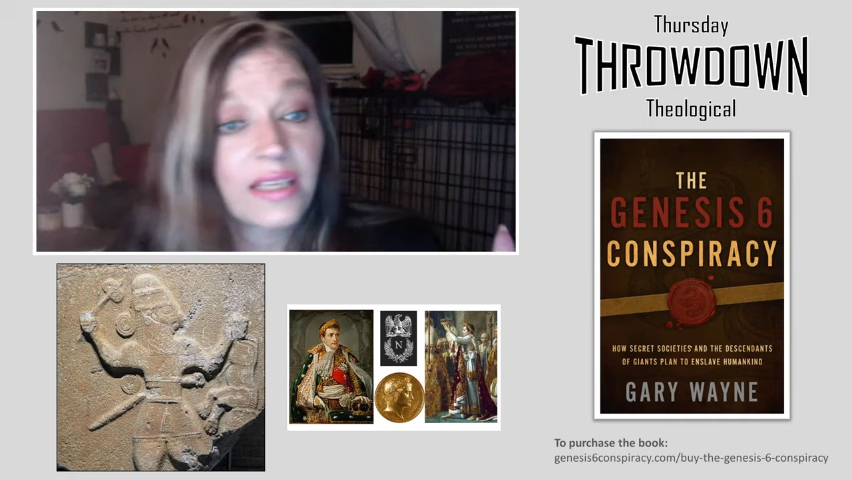 Thursday
THROWDOWN
Theological
THE
GENESIS 6
CONSPIRACY
HOW SECRET SOCIETIES AND THE DESCENDANTS
OF GIANTS PLAN TO ENSLAVE HUMANKIND
GARY WAYNE
N
To purchase the book:
genesis6conspiracy.com/buy-the-genesis-6-conspiracy